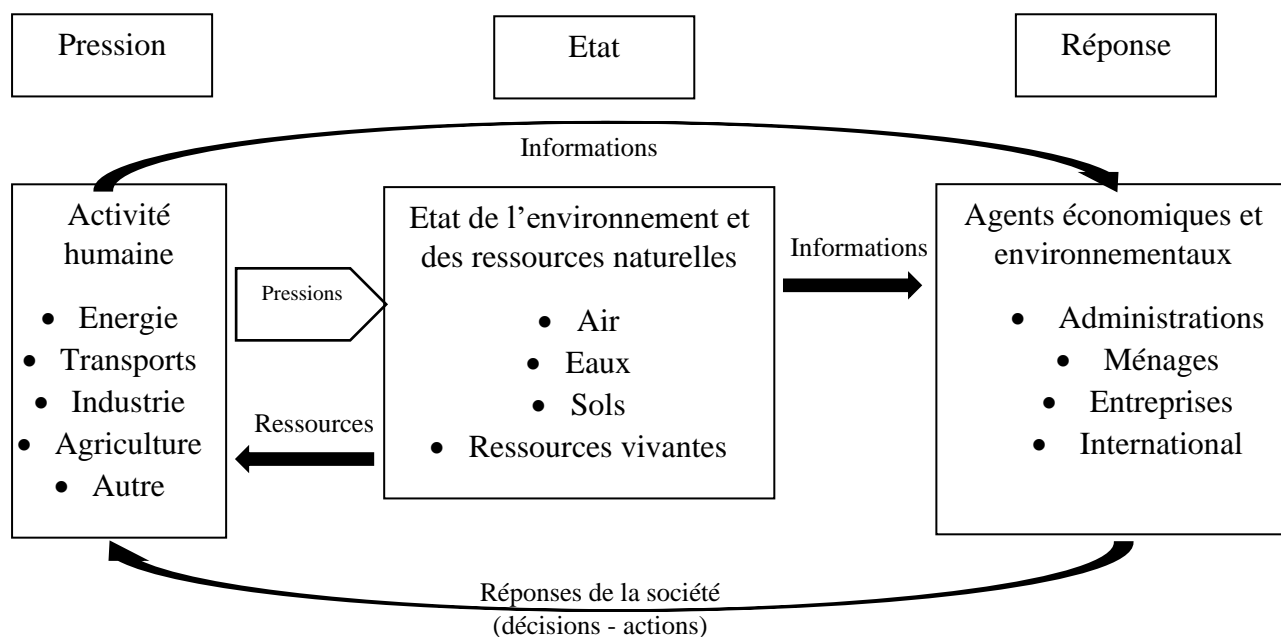 Pression
Etat
Réponse
Informations
Activité
humaine
• Energie
• Transports
• Industrie
• Agriculture
• Autre
Pressions
Ressources
Etat de l’environnement et
des ressources naturelles
• Air
• Eaux
• Sols
• Ressources vivantes
Informations
Agents économiques et
environnementaux
• Administrations
• Ménages
• Entreprises
• International
Réponses de la société
(décisions - actions)